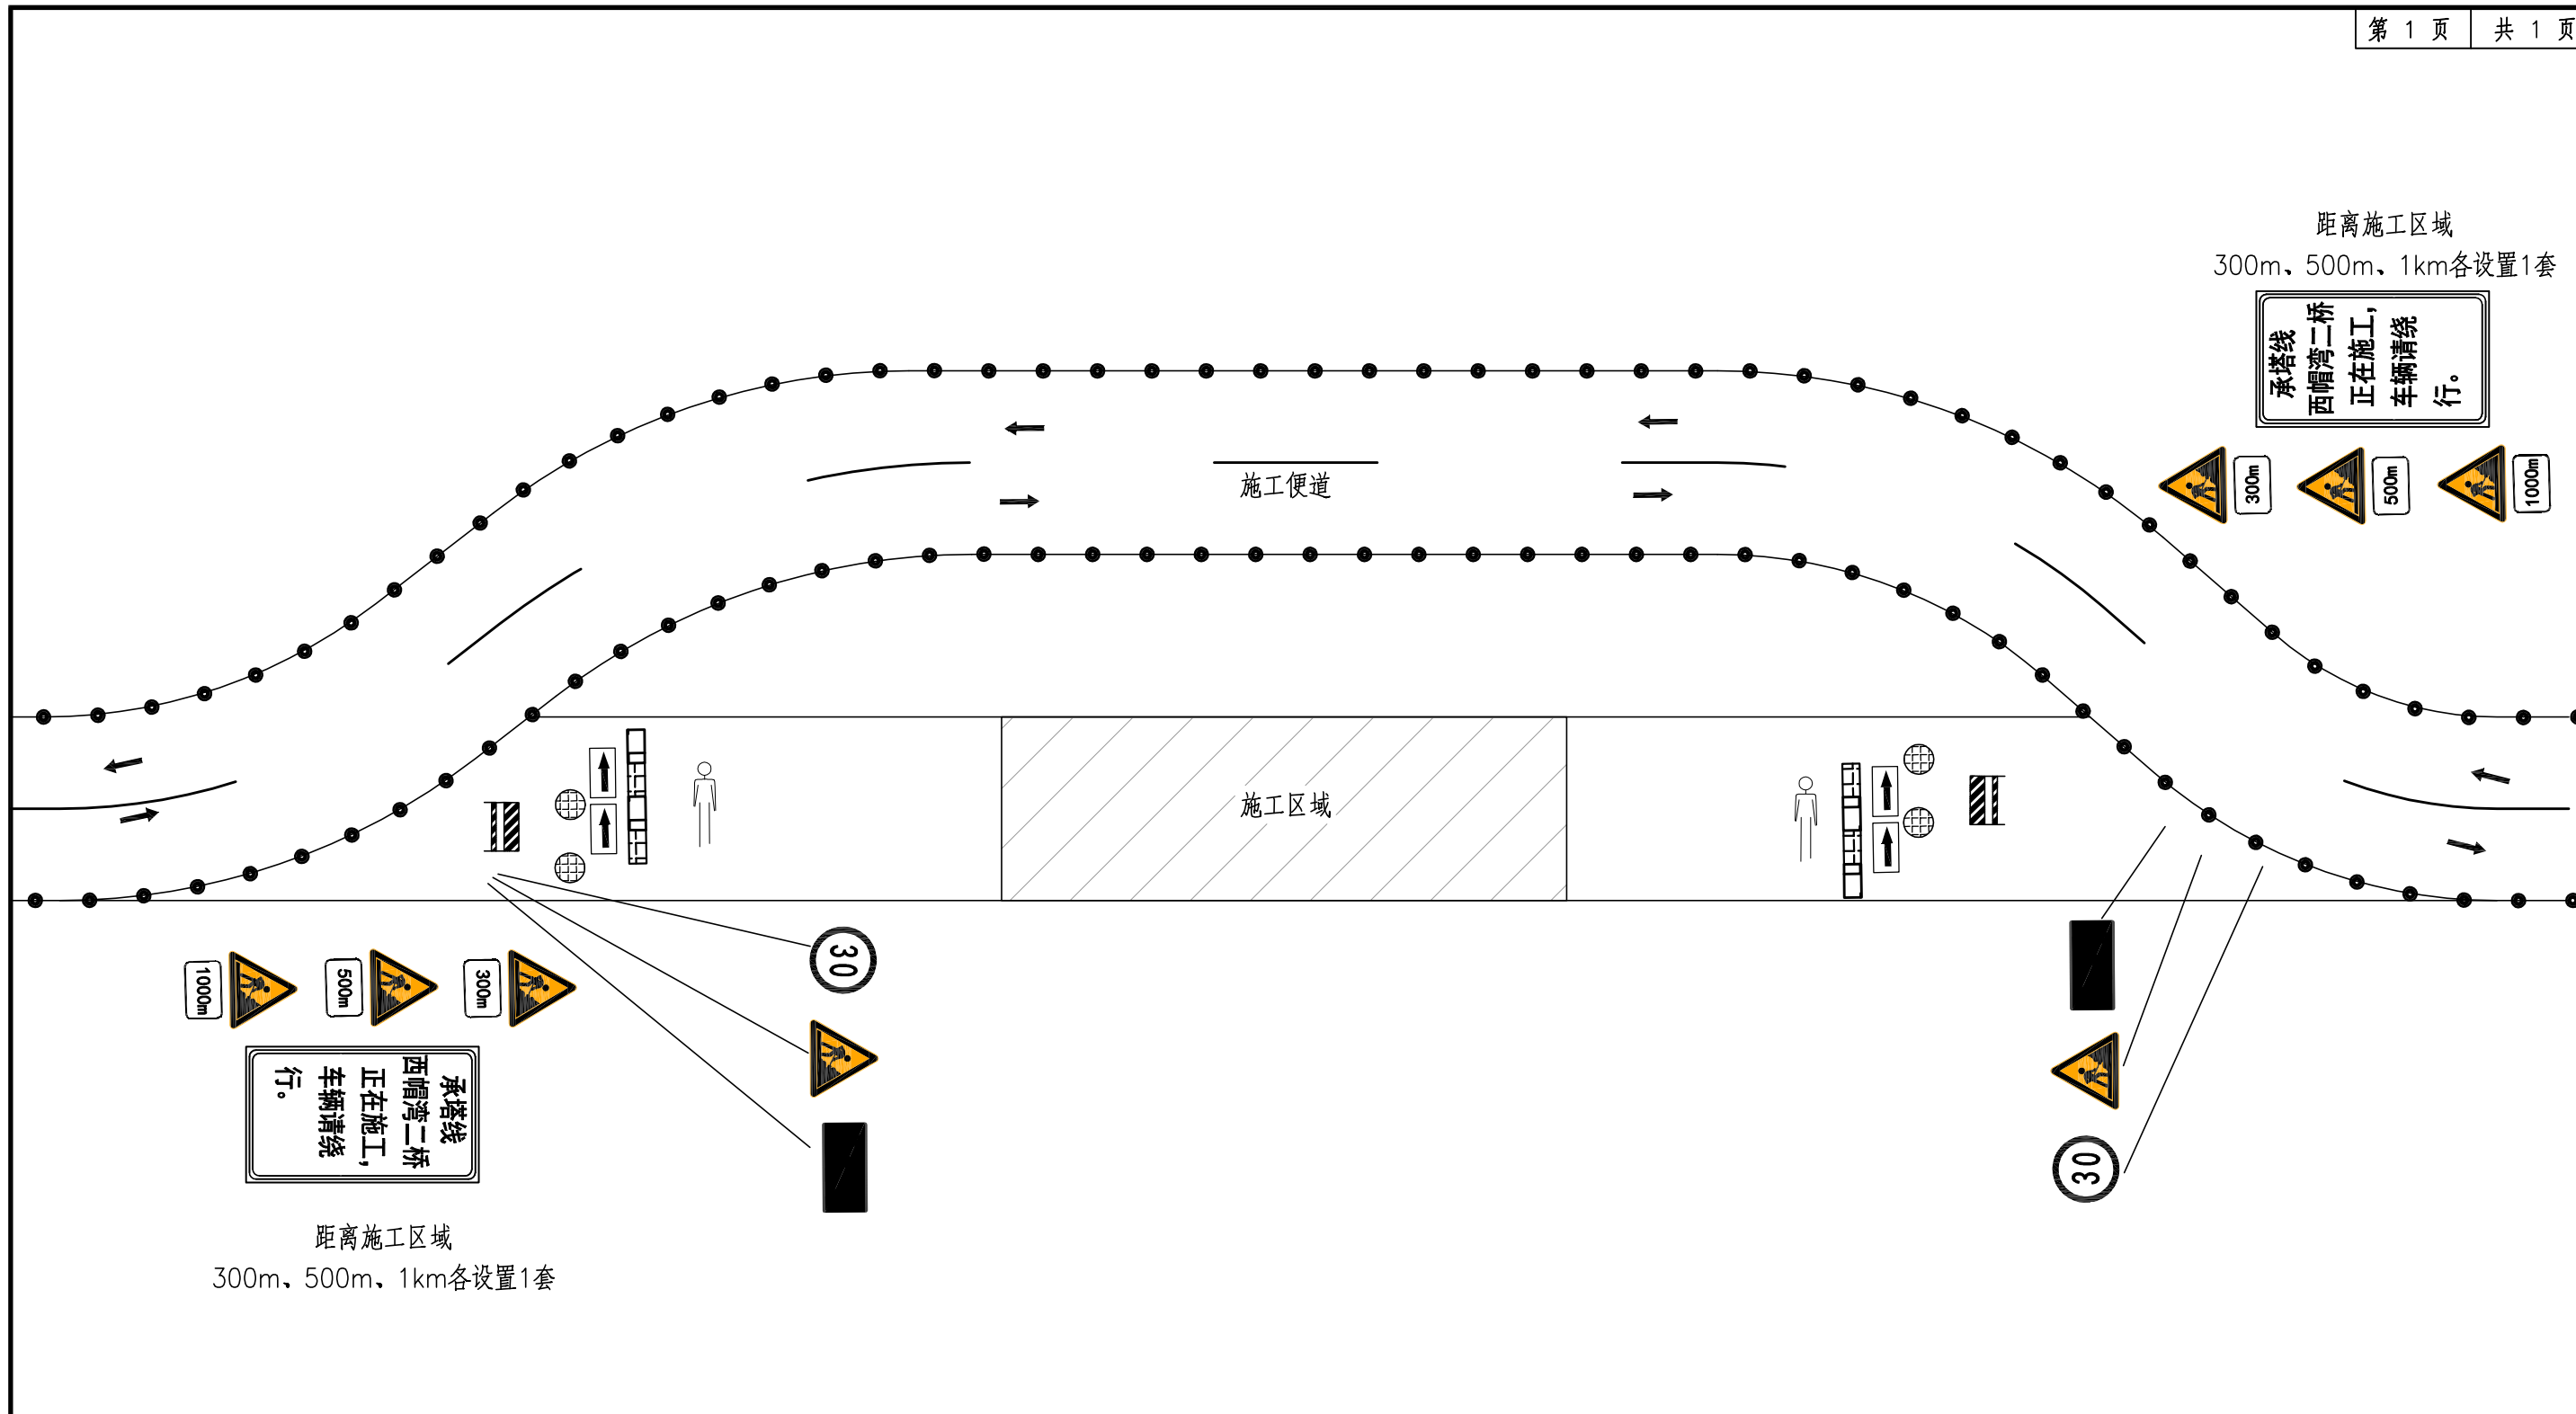 第 1 页 共 1 页
距离施工区域
300m、500m、1km各设置1套
承塔线
西帽湾二桥
正在施工,
车辆请绕
行。
300m
500m
1000m
施工便道
施工区域
30
1000m
500m
300m
承塔线
西帽湾二桥
正在施工,
车辆请绕
行。
30
距离施工区域
300m、500m、1km各设置1套